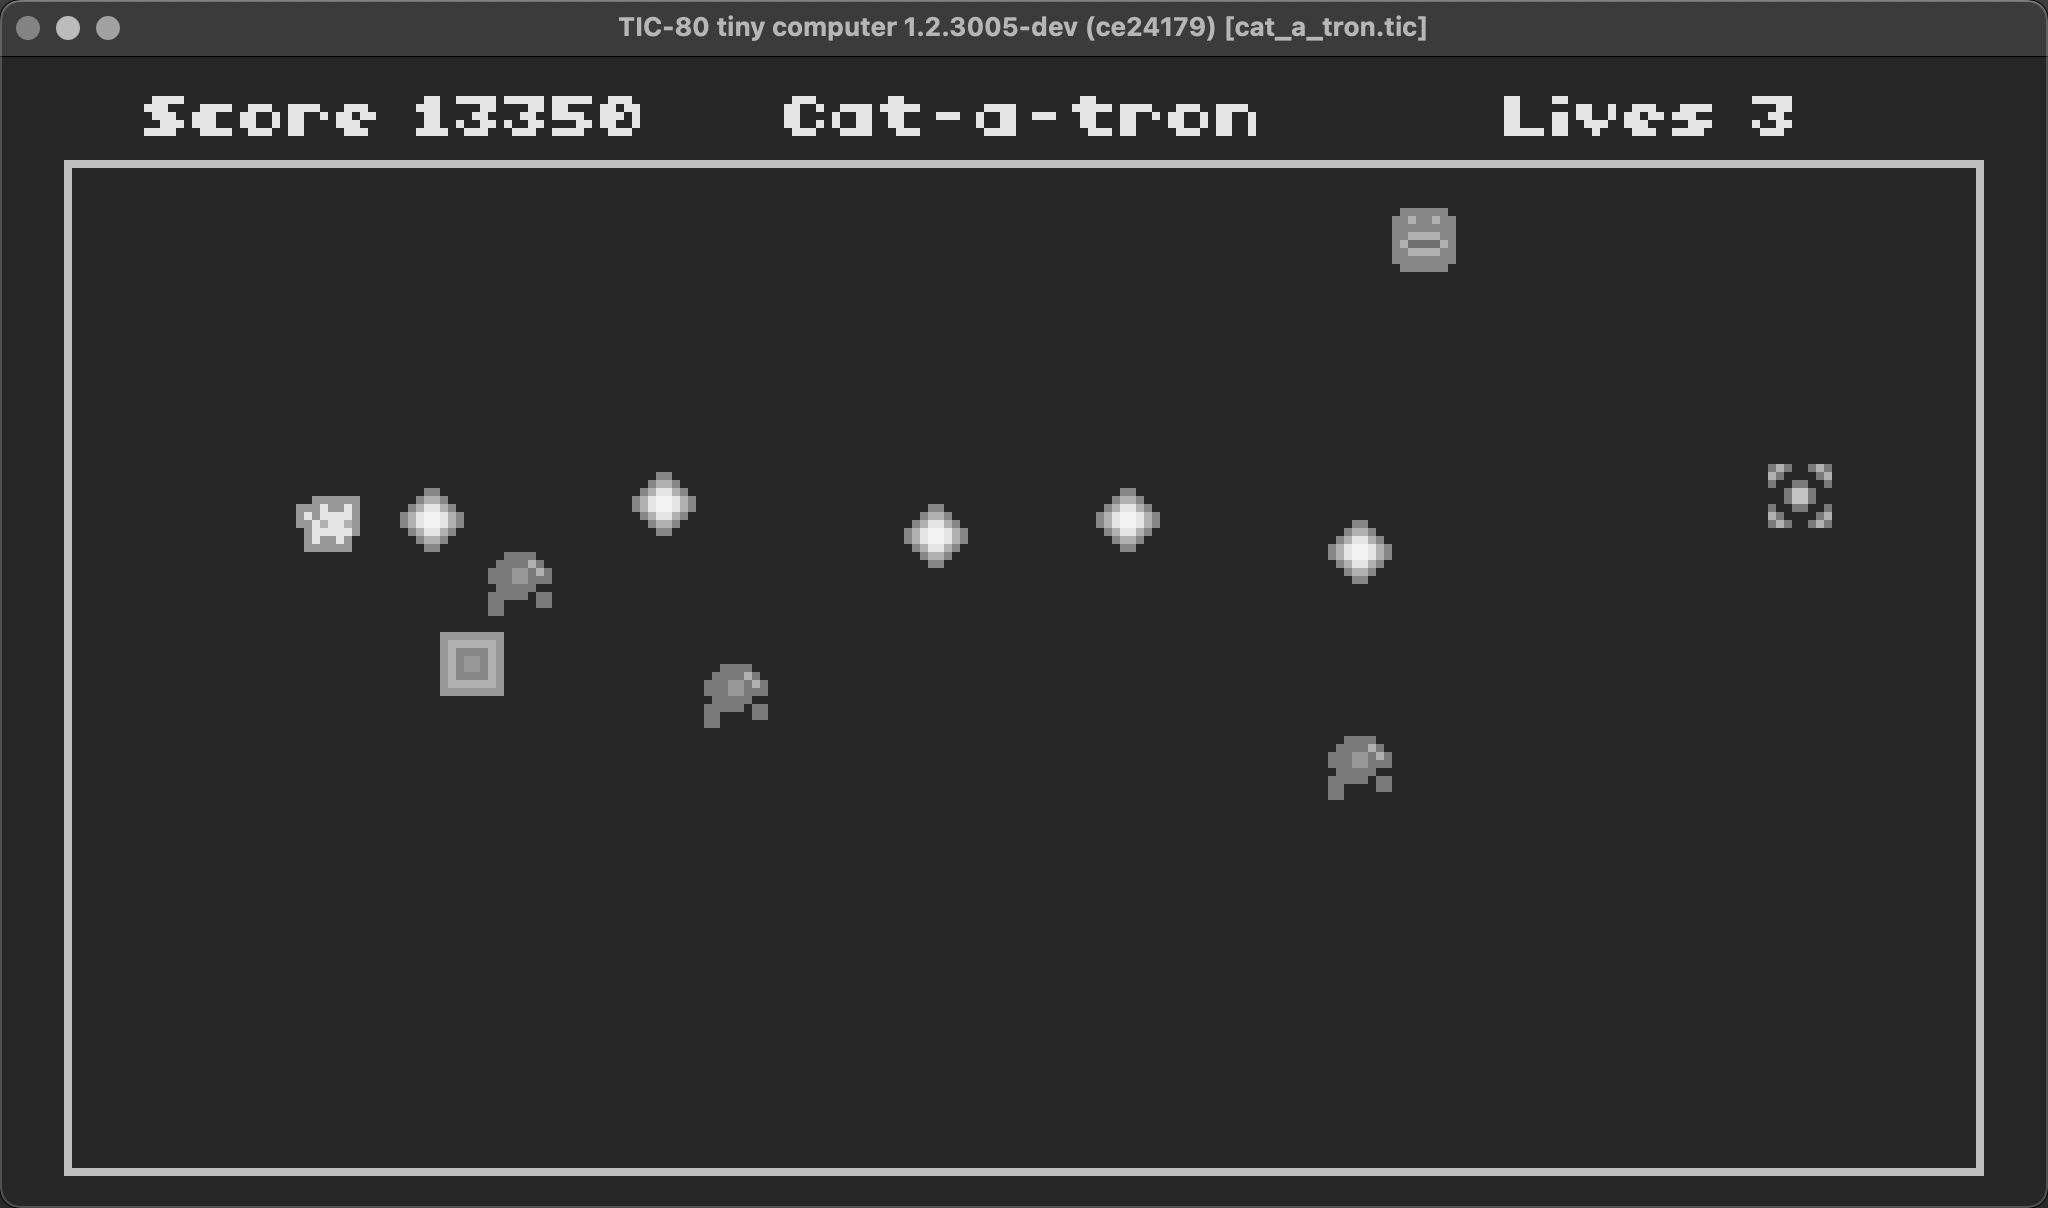 TIC-80 tiny computer 1.2.3005-dev (ce24179) [cat_a_tron.tic]
Score 13350 Cat-a-tron Lives 3